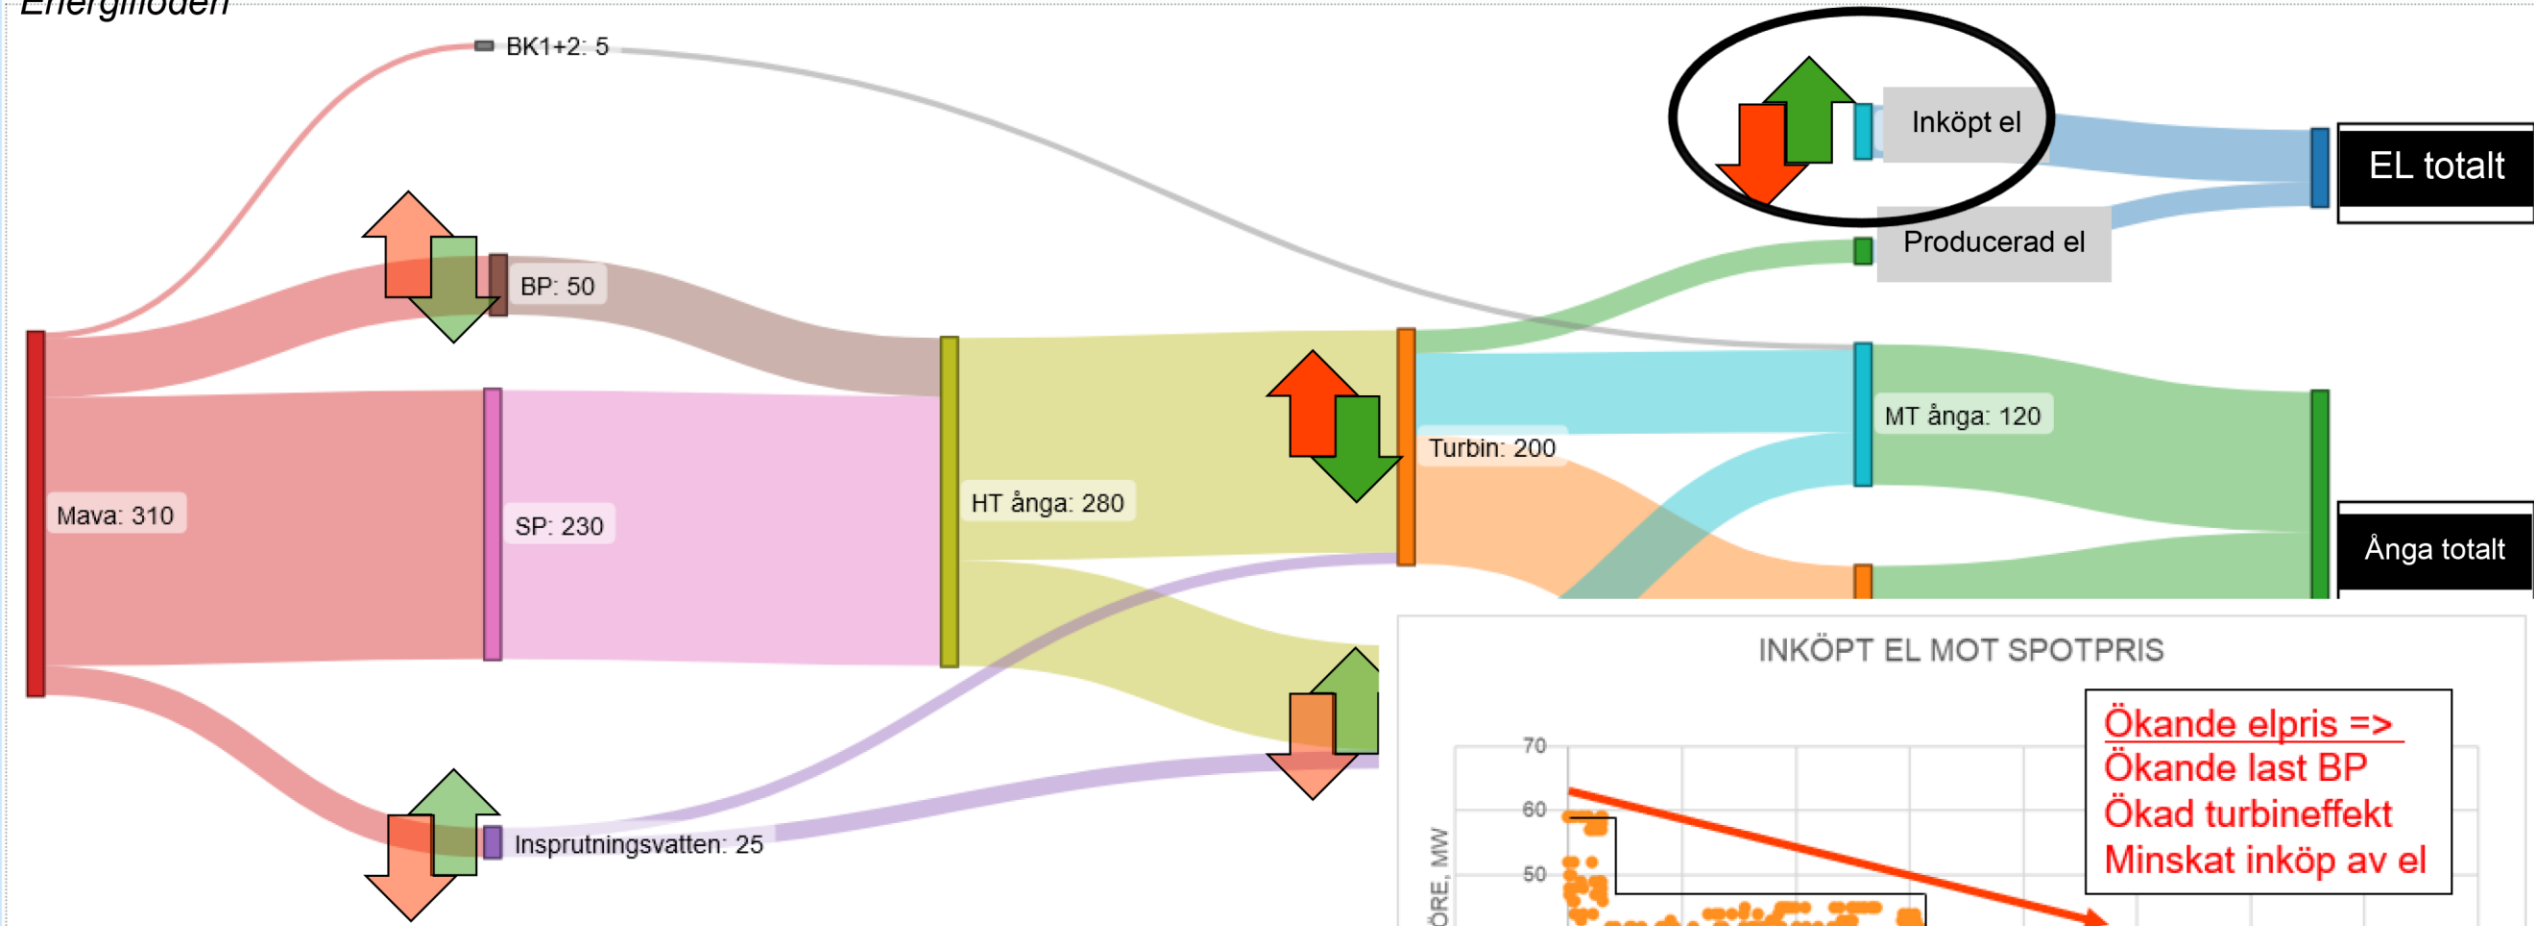 Energiflöden
BK1+2: 5
Inköpt el
EL totalt
Producerad el
BP: 50
MT ånga: 120
Turbin: 200
HT ånga: 280
Mava: 310
SP: 230
Ånga totalt
Insprutningsvatten: 25
INKÖPT EL MOT SPOTPRIS
Ökande elpris =>
Ökande last BP
Ökad turbineffekt
Minskat inköp av el
70
60
50
ÖRE, MW